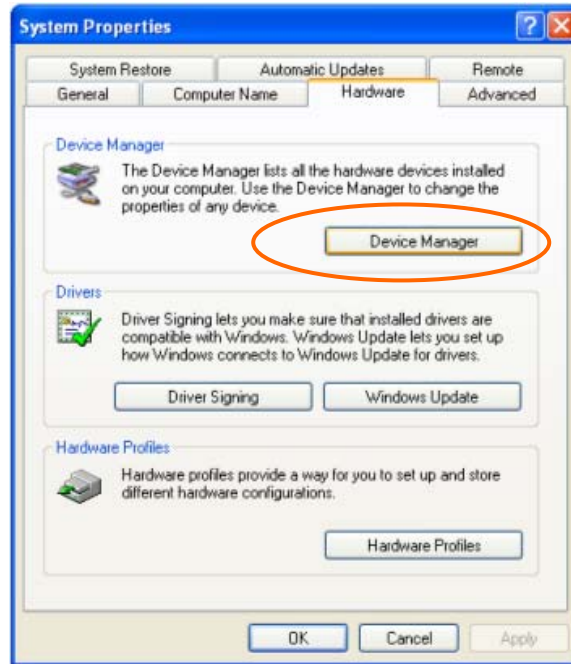 System Properties
System Restore Automatic Updates Remote
General Computer Name Hardware Advanced
Device Manager
The Device Manager lists all the hardware devices installed
on your computer. Use the Device Manager to change the
properties of any device.
Device Manager
Drivers
Driver Signing lets you make sure that installed drivers are
compatible with Windows. Windows Update lets you set up
how Windows connects to Windows Update for drivers.
Driver Signing Windows Update
Hardware Profiles
Hardware profiles provide a way for you to set up and store
different hardware configurations.
Hardware Profiles
OK Cancel Apply